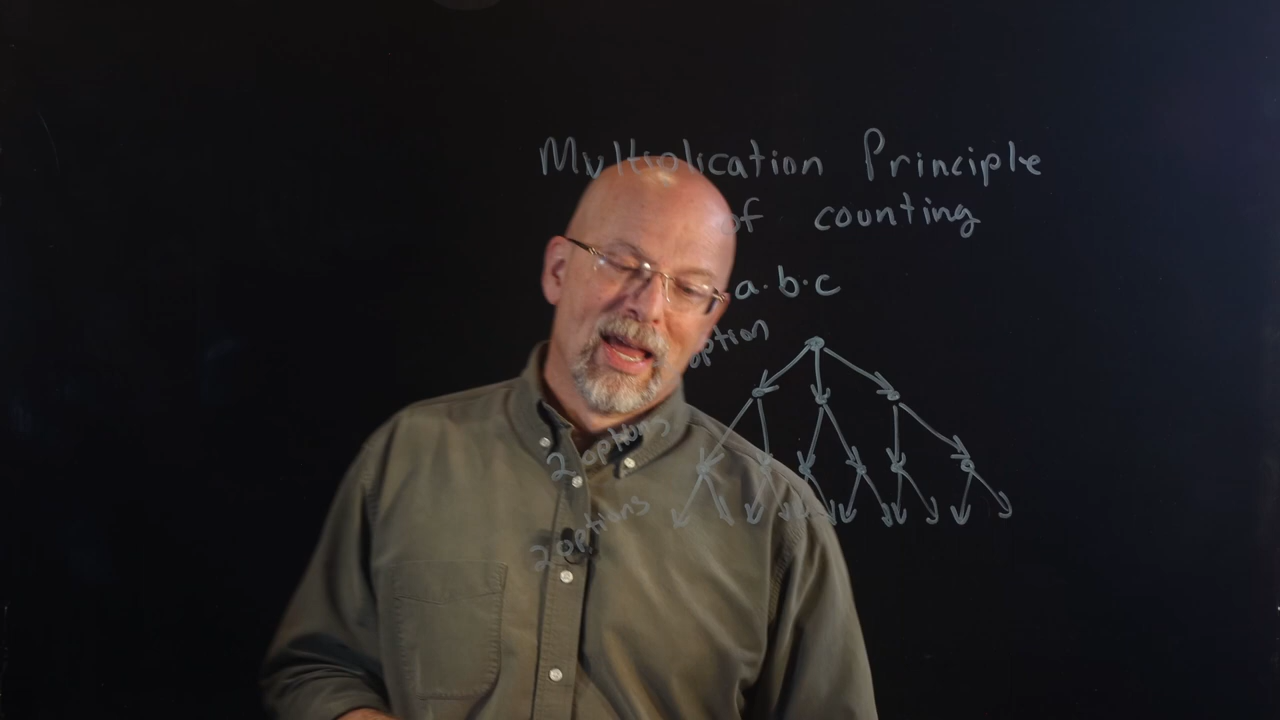 Multiplication Principle
of counting
a·b·c
option
2 options
2 options